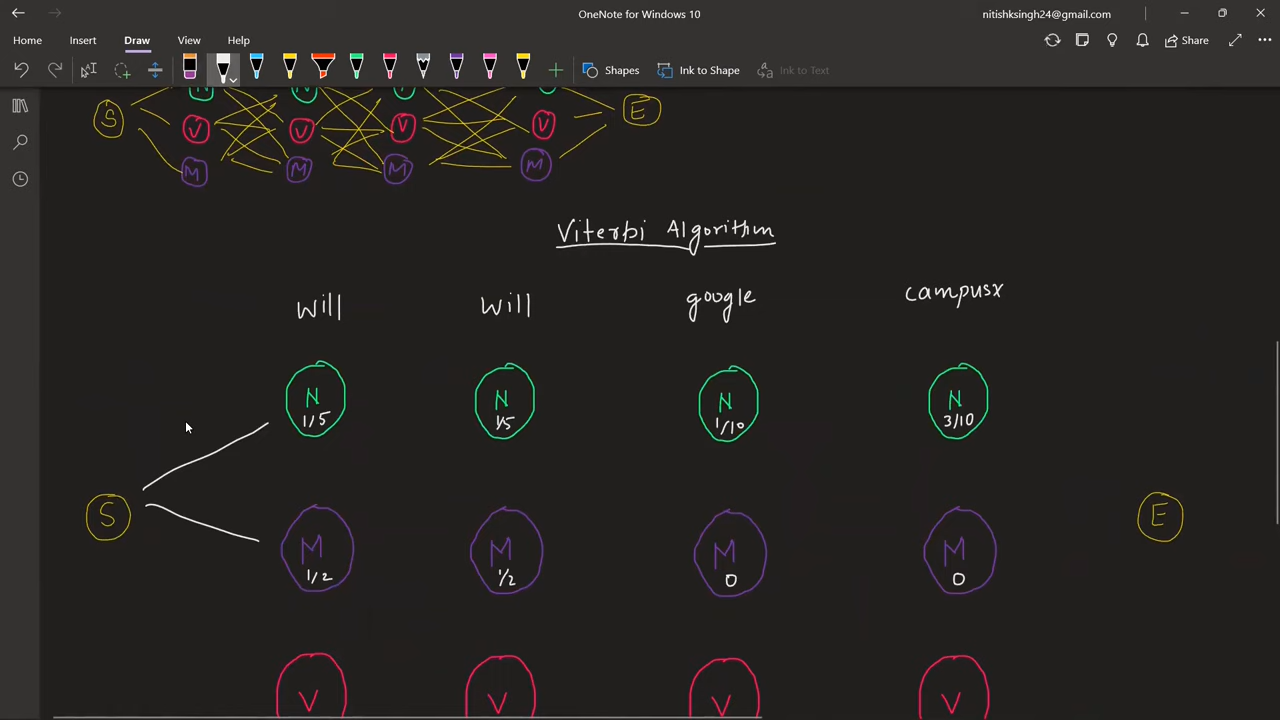 OneNote for Windows 10
nitishksingh24@gmail.com
Home Insert Draw View Help
Share
Shapes Ink to Shape Ink to Text
S N N N E
V V V V
M M M M
Viterbi Algorithm
will will google campusx
N N N N
1/5 1/5 1/10 3/10
S E
M M M M
1/2 1/2 0 0
V V V V